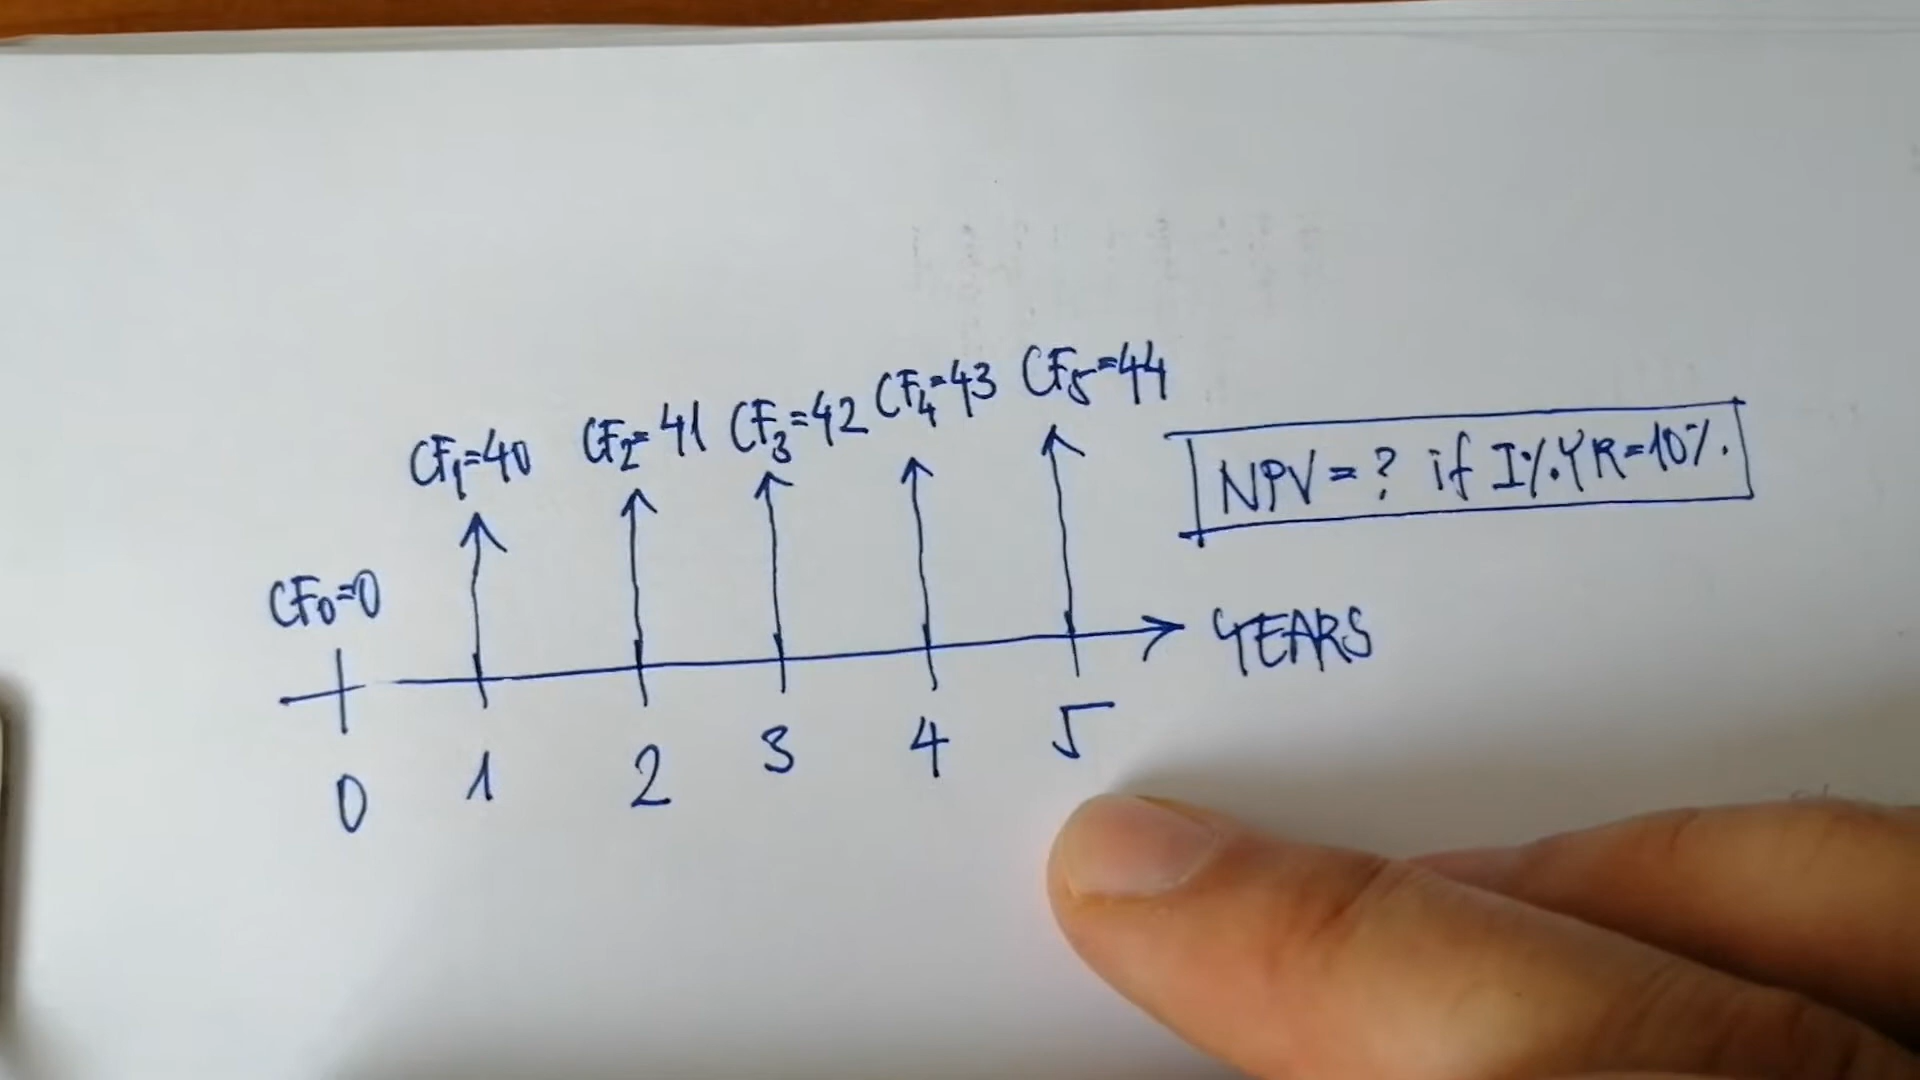 CF0=0
CF1=40
CF2=41
CF3=42
CF4=43
CF5=44
NPV=? if I%YR=10%.
YEARS
0 1 2 3 4 5